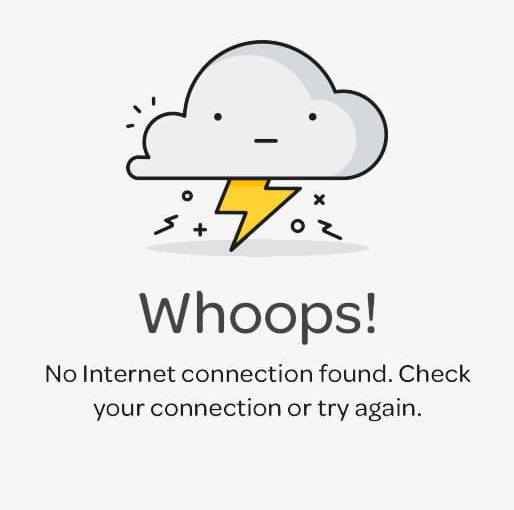 Whoops!
No Internet connection found. Check
your connection or try again.